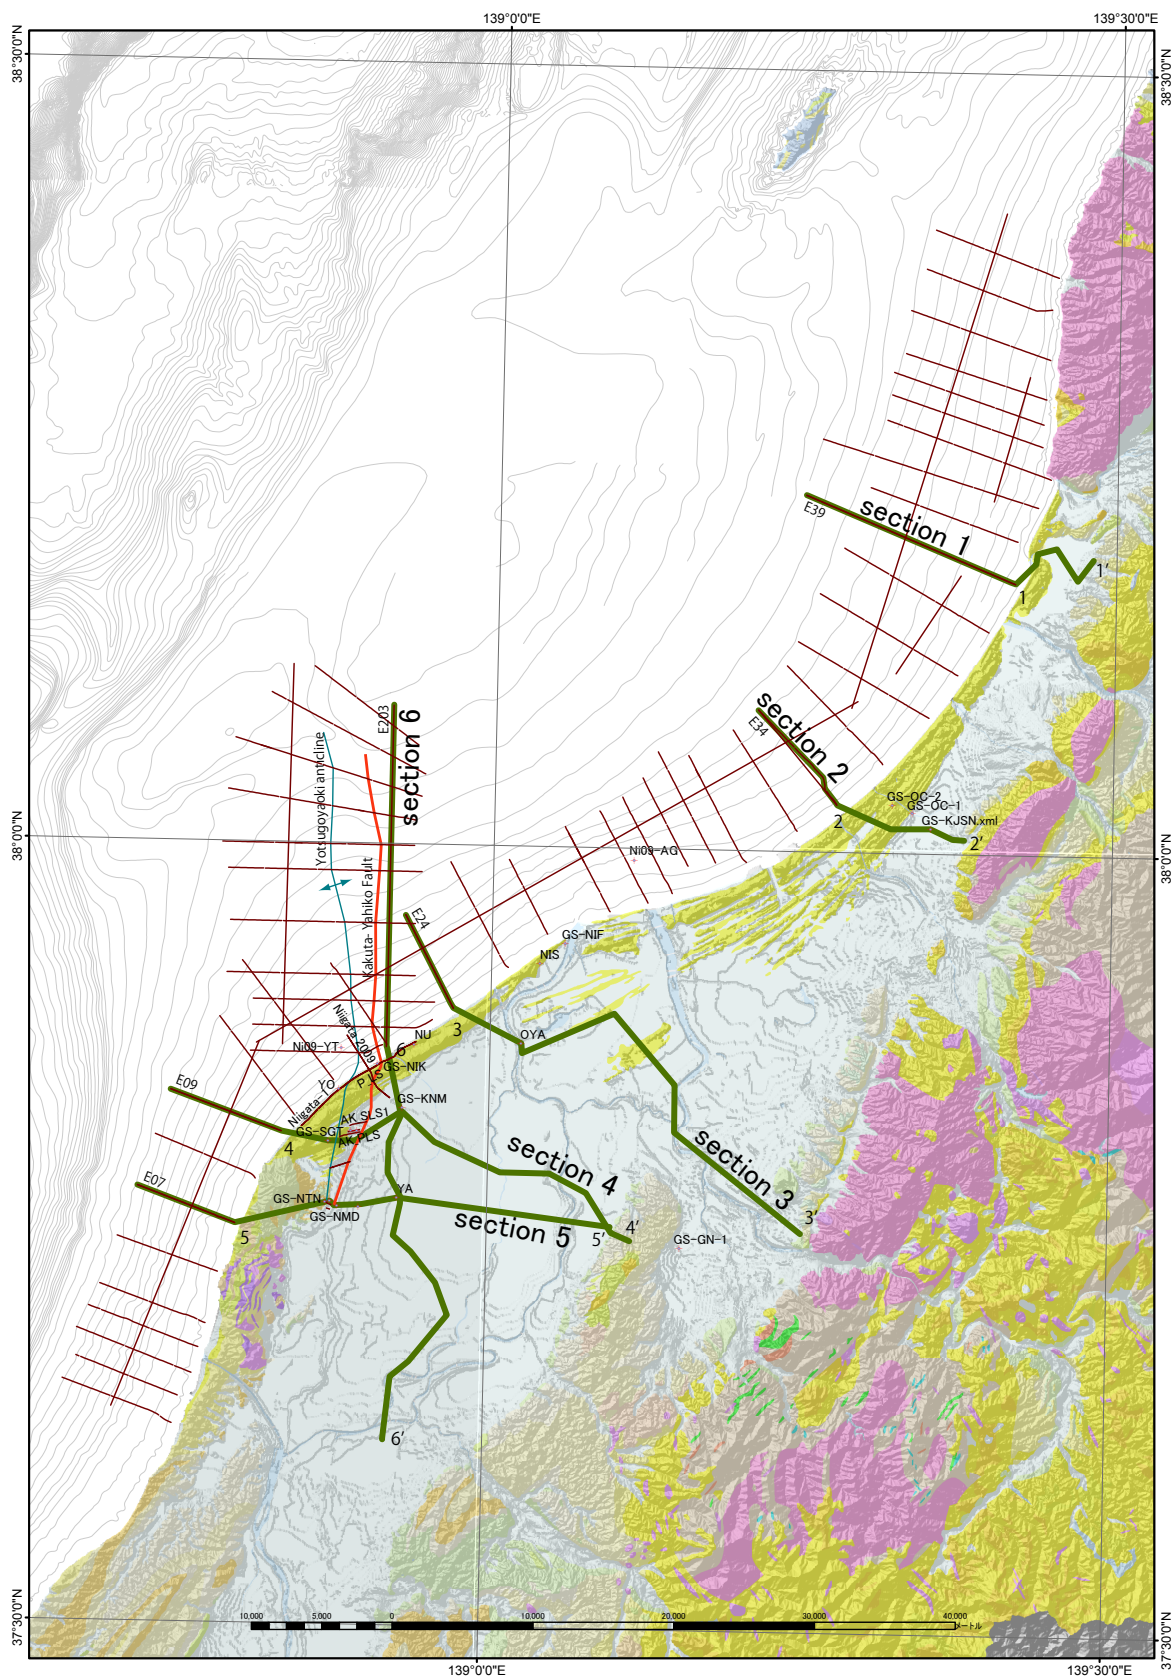 139°0'0"E
139°30'0"E
38°30'0"N
38°30'0"N
E39
section 1
1
1'
E203
section 6
section 2
E34
Yotsugoyaoki anticline
Kakuta-Yahiko Fault
GS-OC-2
GS-OC-1
GS-KJSN.xml
2
2'
38°0'0"N
38°0'0"N
Ni09-AG
E24
GS-NIF
NIS
3
OYA
Niigata 2009
NU
Ni09-YT
6
GS-NIK
P LS
YO
E09
GS-KNM
Niigata-1
AK SLS1
GS-SGT
AK PLS
4
section 4
section 3
E07
YA
GS-NTN
GS-NMD
section 5
3'
4'
5
5'
GS-GN-1
6'
10,000
5,000
0
10,000
20,000
30,000
40,000
メートル
37°30'0"N
37°30'0"N
139°0'0"E
139°30'0"E